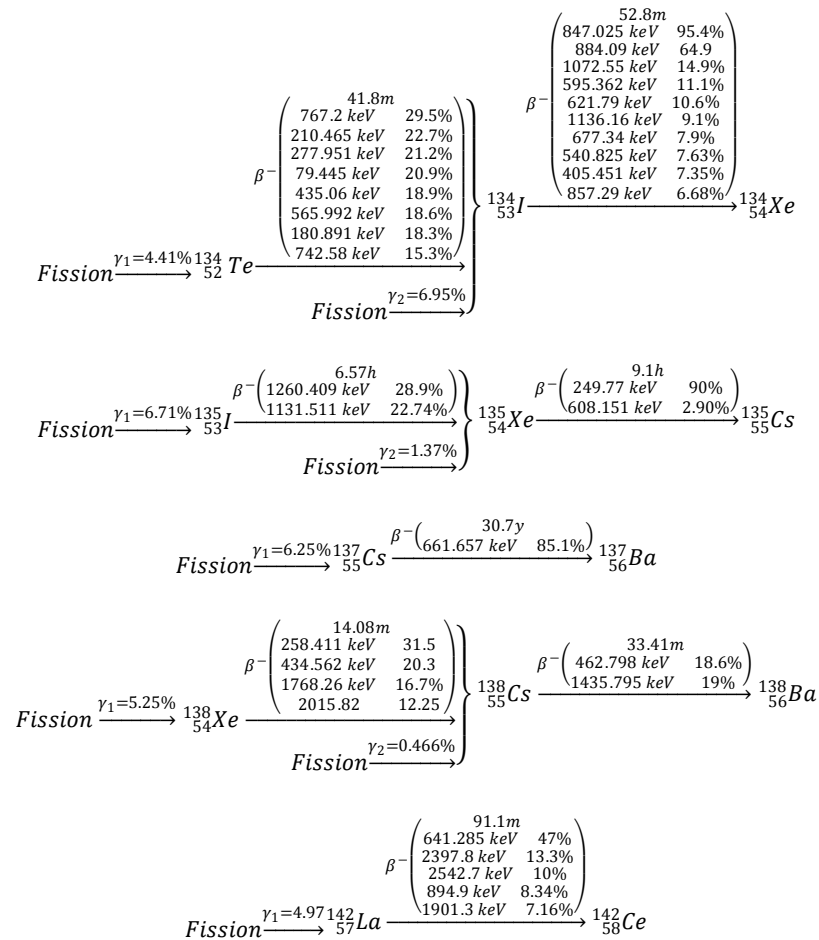 52.8m
847.025 keV 95.4%
884.09 keV 64.9
1072.55 keV 14.9%
595.362 keV 11.1%
β− 621.79 keV 10.6%
1136.16 keV 9.1%
677.34 keV 7.9%
540.825 keV 7.63%
405.451 keV 7.35%
857.29 keV 6.68%
41.8m
767.2 keV 29.5%
210.465 keV 22.7%
277.951 keV 21.2%
β− 79.445 keV 20.9%
435.06 keV 18.9%
565.992 keV 18.6%
180.891 keV 18.3%
742.58 keV 15.3%
134 53 I → 134 54 Xe
Fission γ1=4.41% → 134 52 Te →
Fission γ2=6.95% →
6.57h
β− 1260.409 keV 28.9%
1131.511 keV 22.74%
9.1h
β− 249.77 keV 90%
608.151 keV 2.90%
Fission γ1=6.71% → 135 53 I → 135 54 Xe → 135 55 Cs
Fission γ2=1.37% →
30.7y
β− 661.657 keV 85.1%
Fission γ1=6.25% → 137 55 Cs → 137 56 Ba
14.08m
258.411 keV 31.5
β− 434.562 keV 20.3
1768.26 keV 16.7%
2015.82 12.25
33.41m
β− 462.798 keV 18.6%
1435.795 keV 19%
Fission γ1=5.25% → 138 54 Xe → 138 55 Cs → 138 56 Ba
Fission γ2=0.466% →
91.1m
641.285 keV 47%
2397.8 keV 13.3%
β− 2542.7 keV 10%
894.9 keV 8.34%
1901.3 keV 7.16%
Fission γ1=4.97 → 142 57 La → 142 58 Ce